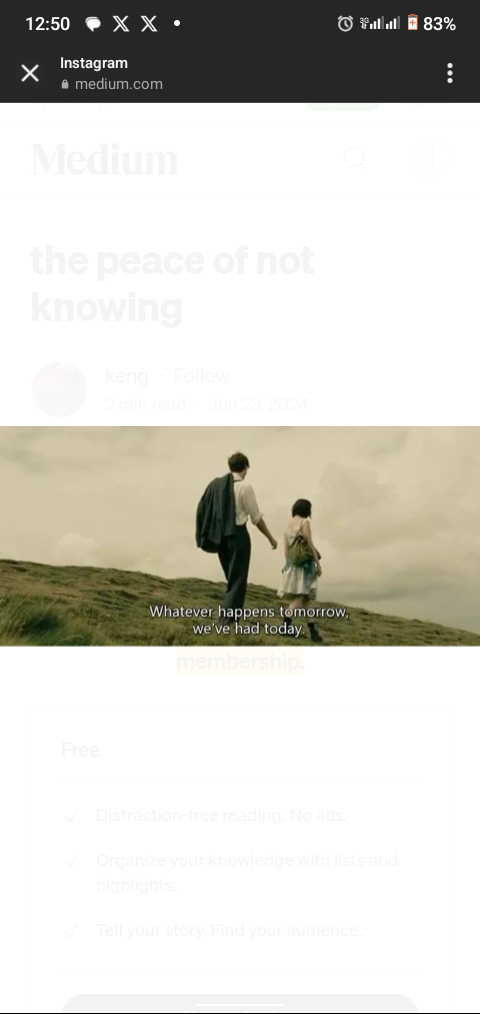 12:50
83%
Instagram
medium.com
Medium
the peace of not
knowing
keng · Follow
2 min read · Jun 23, 2024
Whatever happens tomorrow,
we've had today.
membership.
Free
Distraction-free reading. No ads.
Organize your knowledge with lists and
highlights.
Tell your story. Find your audience.